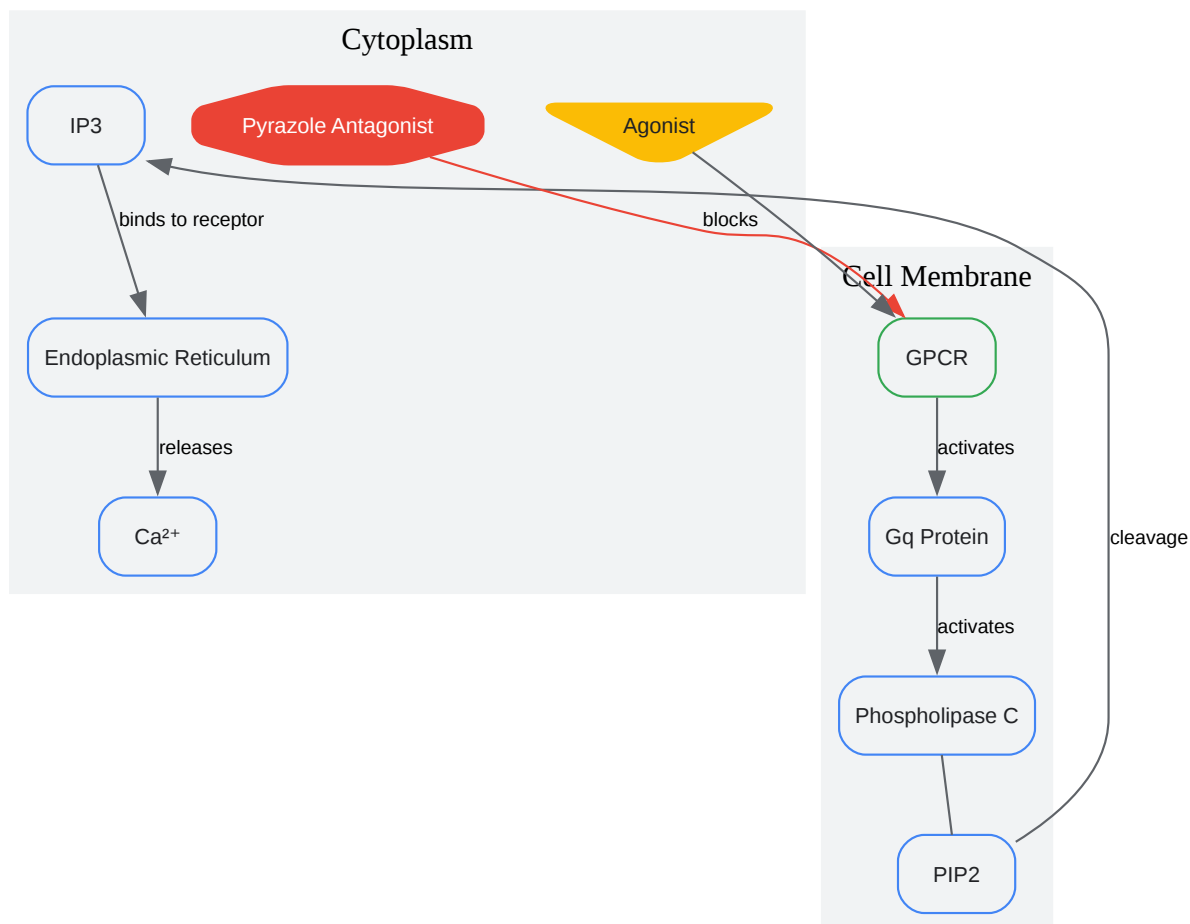 Cytoplasm
IP3
Pyrazole Antagonist
Agonist
binds to receptor
blocks
Cell Membrane
Endoplasmic Reticulum
GPCR
releases
activates
Ca²⁺
Gq Protein
cleavage
activates
Phospholipase C
PIP2